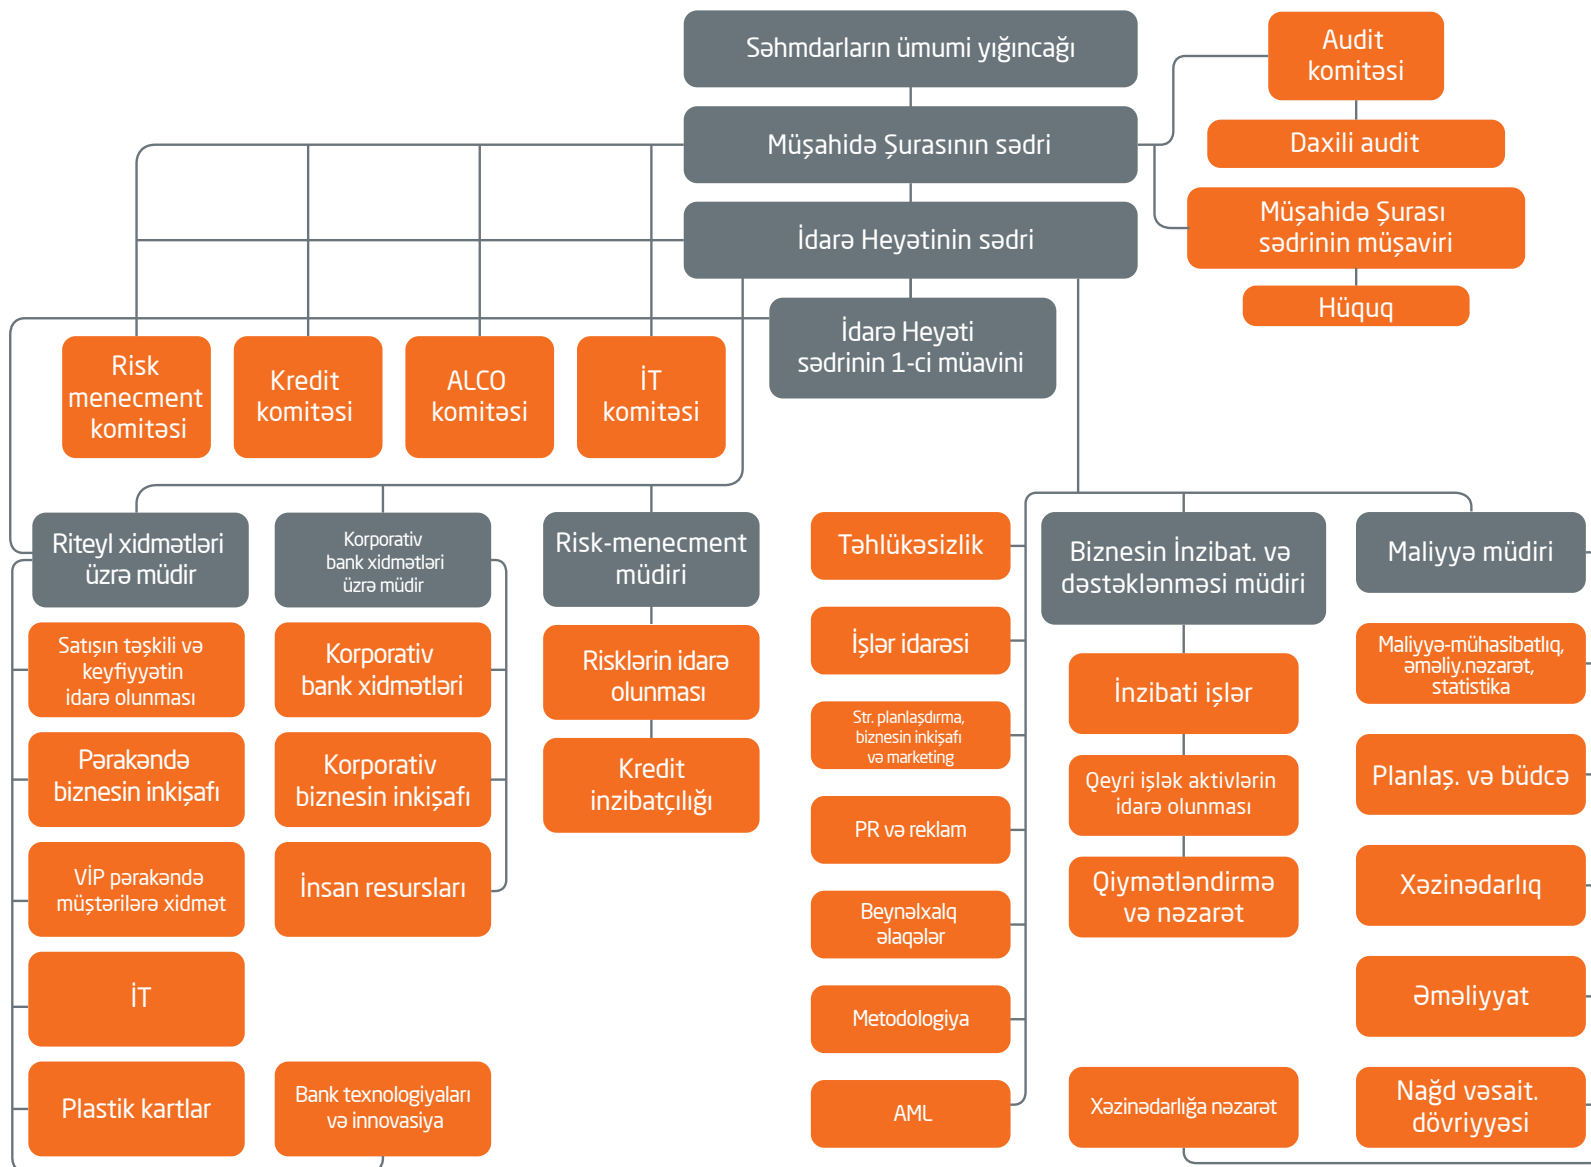 Səhmdarların ümumi yığıncağı
Audit
komitəsi
Müşahidə Şurasının sədri
Daxili audit
Müşahidə Şurası
sədrinin müşaviri
İdarə Heyətinin sədri
Hüquq
İdarə Heyəti
sədrinin 1-ci müavini
Risk
menecment
komitəsi
Kredit
komitəsi
ALCO
komitəsi
İT
komitəsi
Riteyl xidmətləri
üzrə müdir
Korporativ
bank xidmətləri
üzrə müdir
Risk-menecment
müdiri
Təhlükəsizlik
Biznesin İnzibat. və
dəstəklənməsi müdiri
Maliyyə müdiri
Satışın təşkili və
keyfiyyətin
idarə olunması
Korporativ
bank xidmətləri
Risklərin idarə
olunması
İşlər idarəsi
İnzibati işlər
Maliyyə-mühasibatlıq,
əməliy.nəzarət,
statistika
Pərakəndə
biznesin inkişafı
Korporativ
biznesin inkişafı
Kredit
inzibatçılığı
Str. planlaşdırma,
biznesin inkişafı
və marketing
Qeyri işlək aktivlərin
idarə olunması
Planlaş. və büdcə
VİP pərakəndə
müştərilərə xidmət
İnsan resursları
PR və reklam
Qiymətləndirmə
və nəzarət
Xəzinədarlıq
Beynəlxalq
əlaqələr
İT
Metodologiya
Əməliyyat
Plastik kartlar
Bank texnologiyaları
və innovasiya
AML
Xəzinədarlığa nəzarət
Nağd vəsait.
dövriyyəsi